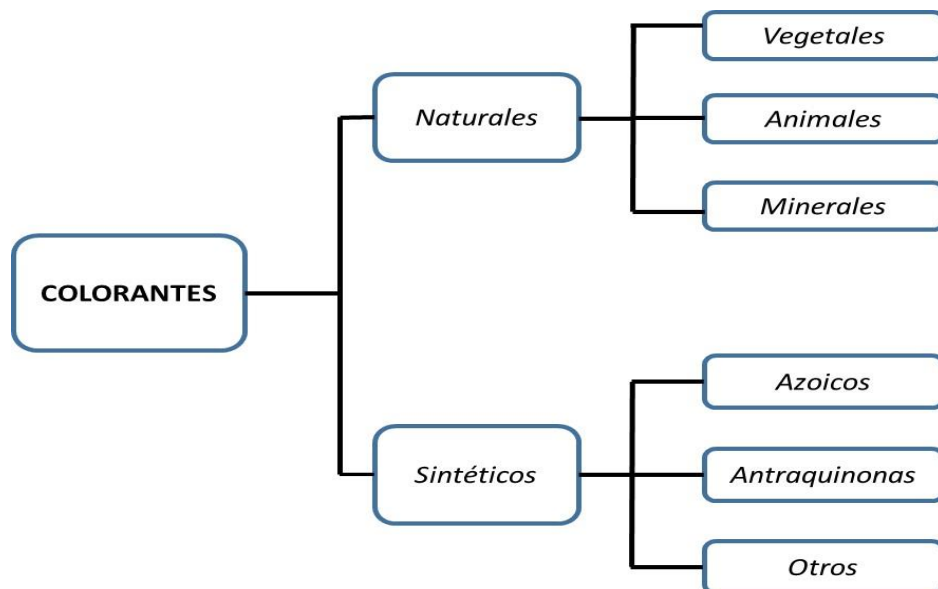 COLORANTES
Naturales
Vegetales
Animales
Minerales
Sintéticos
Azoicos
Antraquinonas
Otros